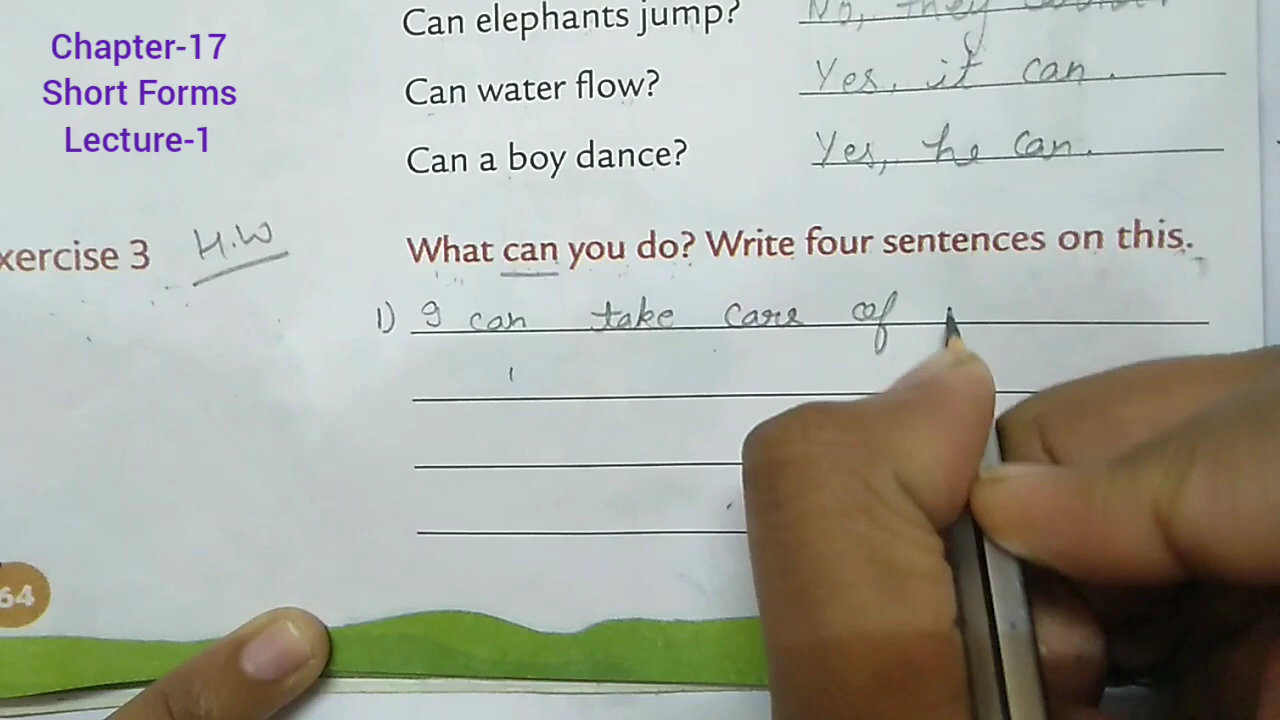 Chapter-17
Short Forms
Lecture-1
Can elephants jump? No, they
Can water flow? Yes, it can.
Can a boy dance? Yes, he can.
xercise 3 H.W What can you do? Write four sentences on this.
1) I can take care of
64